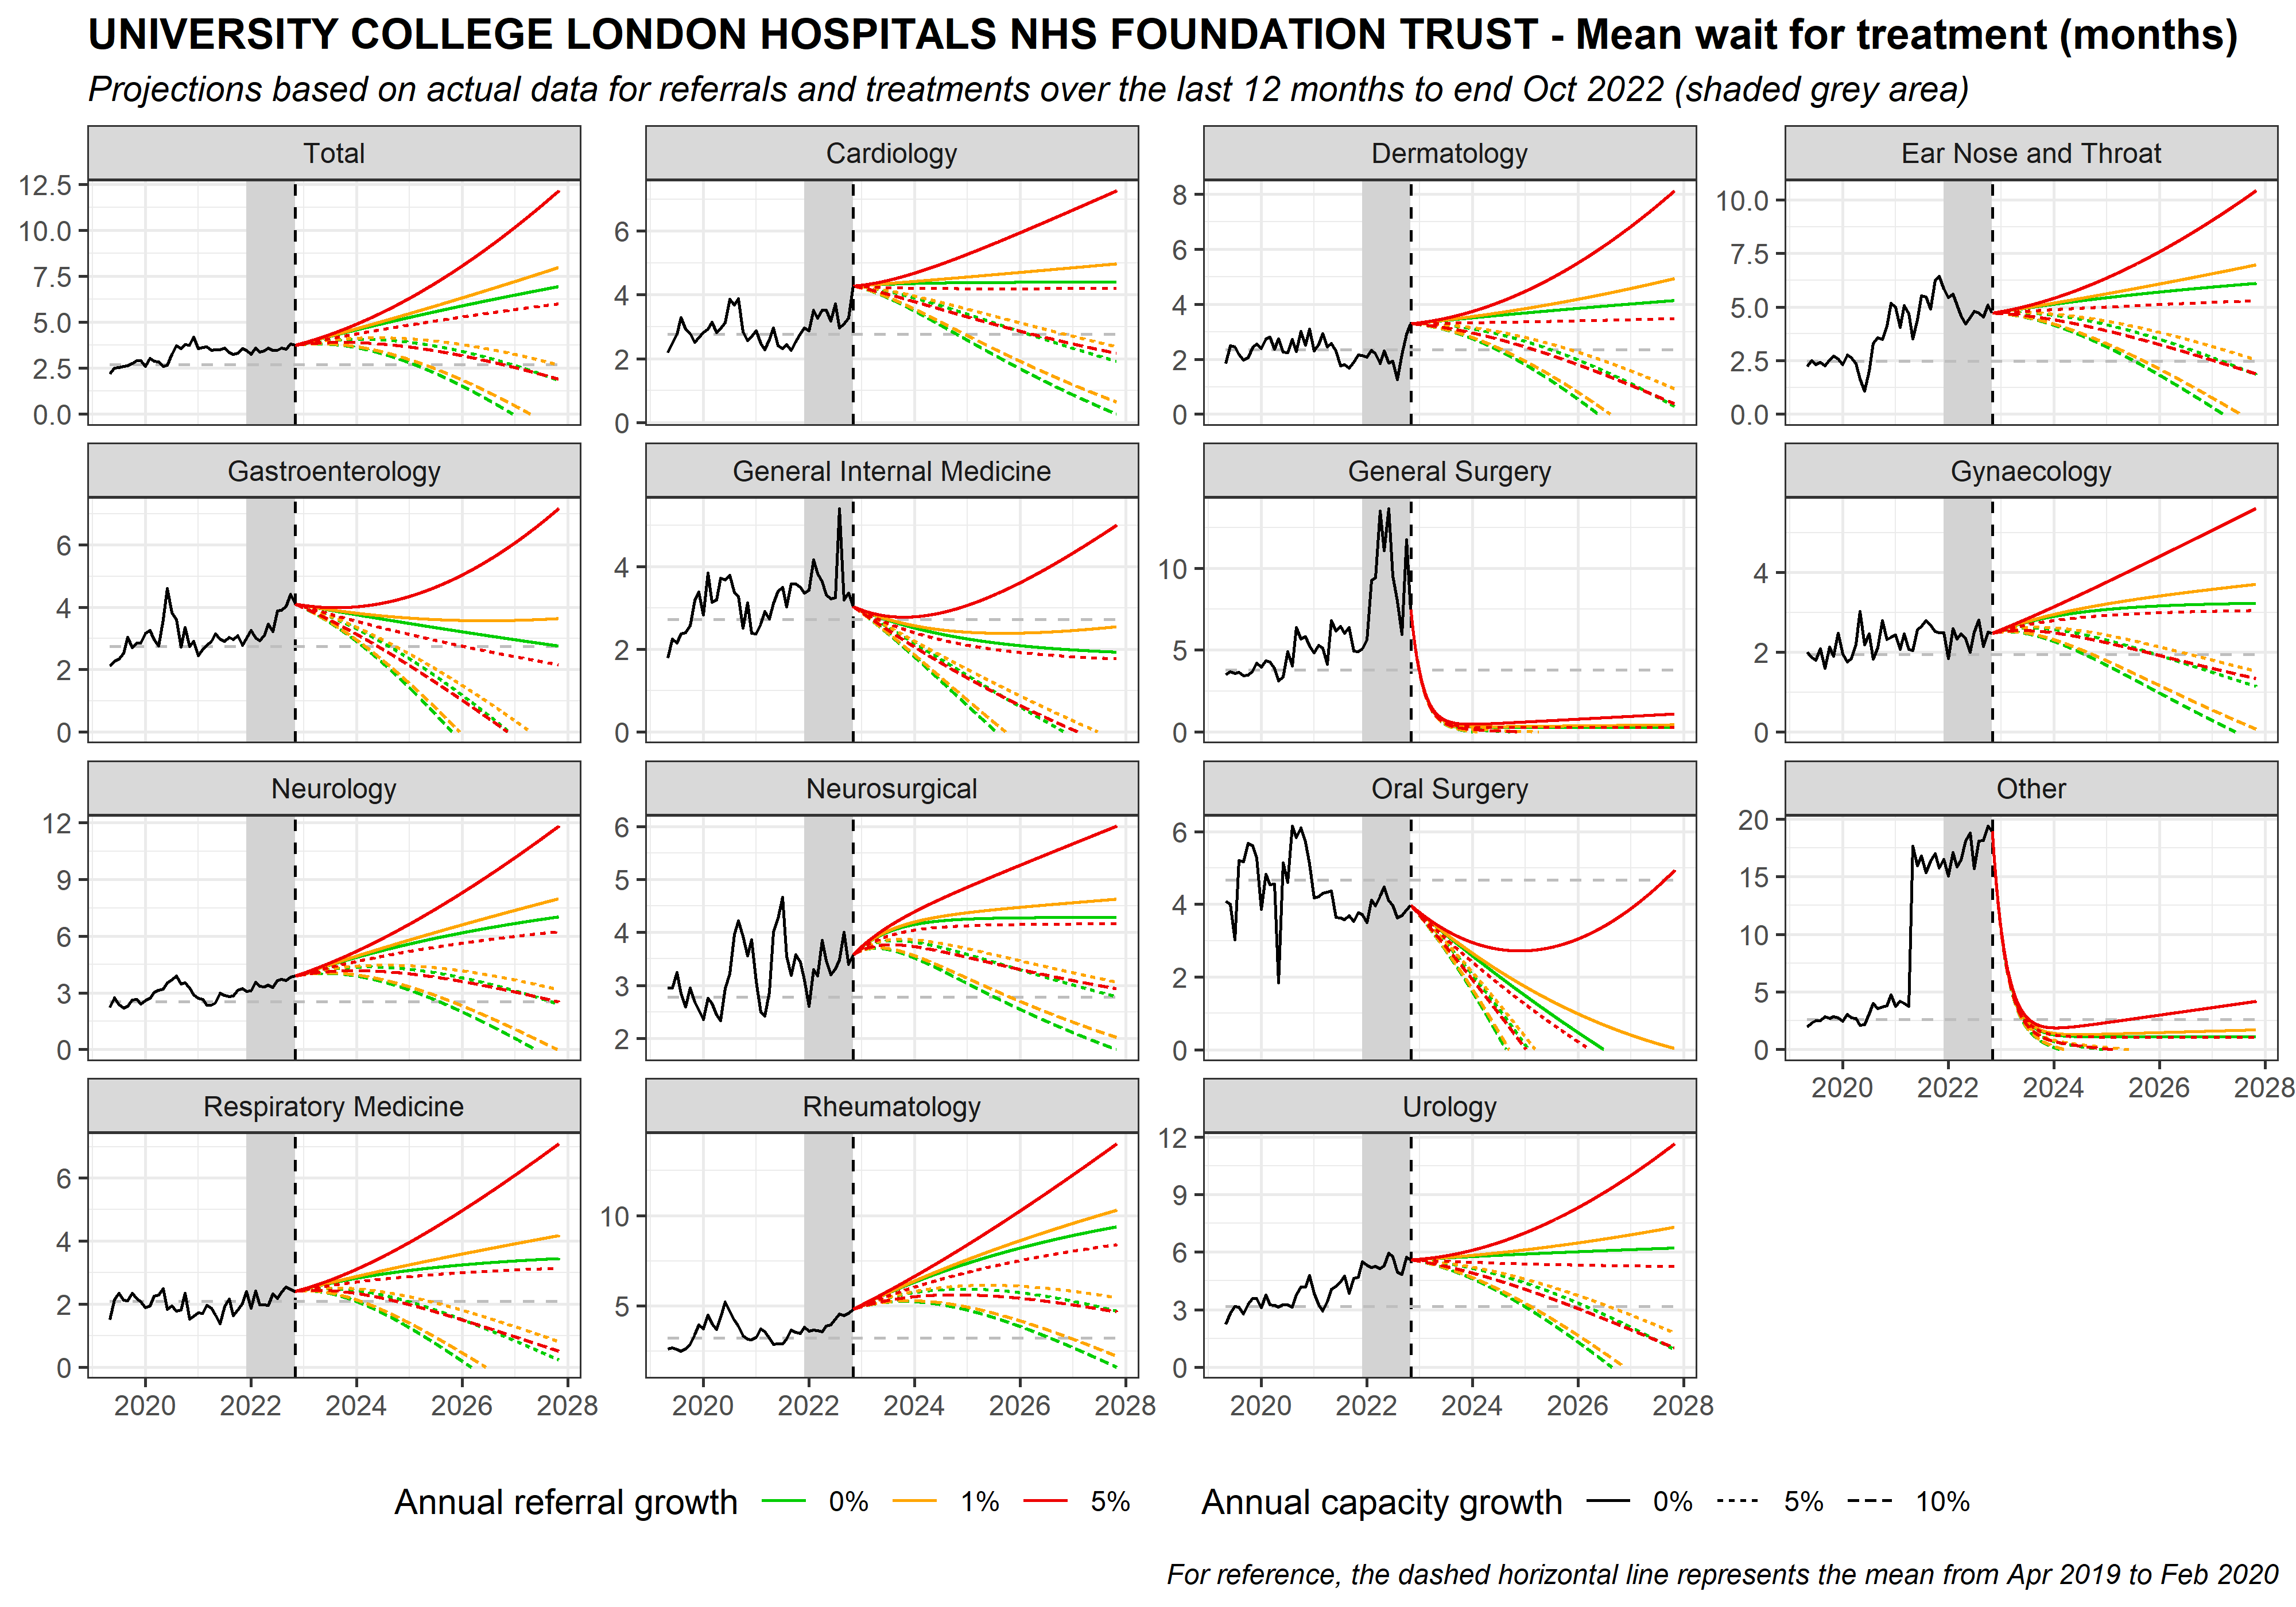 UNIVERSITY COLLEGE LONDON HOSPITALS NHS FOUNDATION TRUST - Mean wait for treatment (months)
Projections based on actual data for referrals and treatments over the last 12 months to end Oct 2022 (shaded grey area)
Total
12.5
10.0
7.5
5.0
2.5
0.0
Cardiology
6
4
2
0
Dermatology
8
6
4
2
0
Ear Nose and Throat
10.0
7.5
5.0
2.5
0.0
Gastroenterology
6
4
2
0
General Internal Medicine
4
2
0
General Surgery
10
5
0
Gynaecology
4
2
0
Neurology
12
9
6
3
0
Neurosurgical
6
5
4
3
2
Oral Surgery
6
4
2
0
Other
20
15
10
5
0
2020 2022 2024 2026 2028
Respiratory Medicine
6
4
2
0
2020 2022 2024 2026 2028
Rheumatology
10
5
2020 2022 2024 2026 2028
Urology
12
9
6
3
0
2020 2022 2024 2026 2028
Annual referral growth 0% 1% 5% Annual capacity growth 0% 5% 10%
For reference, the dashed horizontal line represents the mean from Apr 2019 to Feb 2020